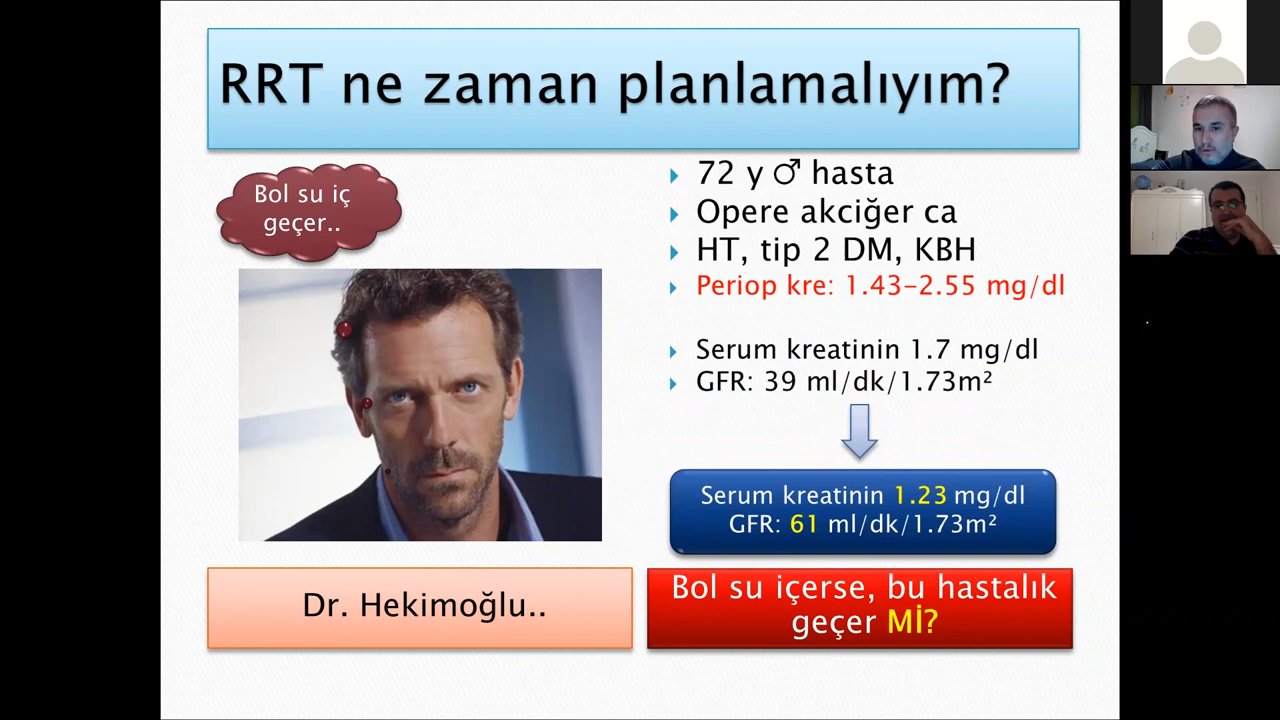 RRT ne zaman planlamalıyım?
Bol su iç
geçer..
72 y ♂ hasta
Opere akciğer ca
HT, tip 2 DM, KBH
Periop kre: 1.43-2.55 mg/dl
Serum kreatinin 1.7 mg/dl
GFR: 39 ml/dk/1.73m²
Serum kreatinin 1.23 mg/dl
GFR: 61 ml/dk/1.73m²
Dr. Hekimoğlu..
Bol su içerse, bu hastalık
geçer Mİ?